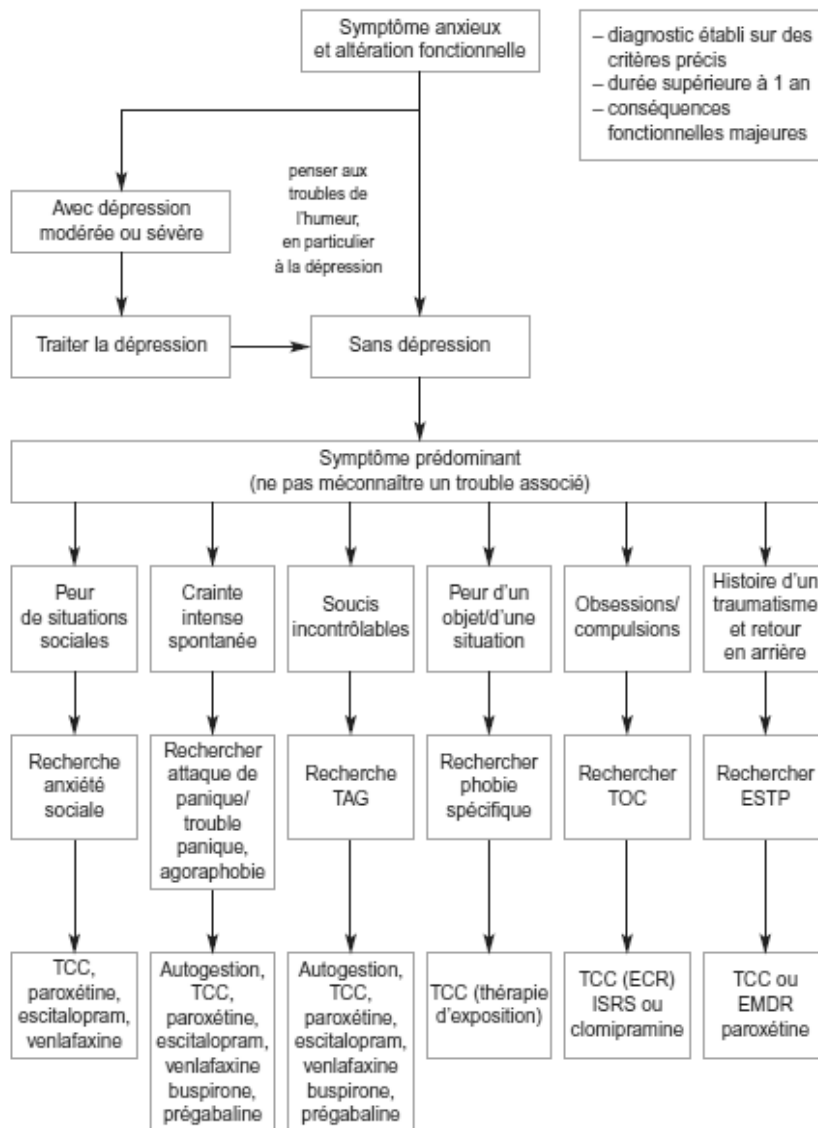 Symptôme anxieux
et altération fonctionnelle
– diagnostic établi sur des
critères précis
– durée supérieure à 1 an
– conséquences
fonctionnelles majeures
penser aux
troubles de
l'humeur,
en particulier
à la dépression
Avec dépression
modérée ou sévère
Traiter la dépression
Sans dépression
Symptôme prédominant
(ne pas méconnaître un trouble associé)
Peur
de situations
sociales
Crainte
intense
spontanée
Soucis
incontrôlables
Peur d'un
objet/d'une
situation
Obsessions/
compulsions
Histoire d'un
traumatisme
et retour
en arrière
Recherche
anxiété
sociale
Rechercher
attaque de
panique/
trouble
panique,
agoraphobie
Recherche
TAG
Rechercher
phobie
spécifique
Rechercher
TOC
Rechercher
ESTP
TCC,
paroxétine,
escitalopram,
venlafaxine
Autogestion,
TCC,
paroxétine,
escitalopram,
venlafaxine
buspirone,
prégabaline
Autogestion,
TCC,
paroxétine,
escitalopram,
venlafaxine
buspirone,
prégabaline
TCC (thérapie
d'exposition)
TCC (ECR)
ISRS ou
clomipramine
TCC ou
EMDR
paroxétine